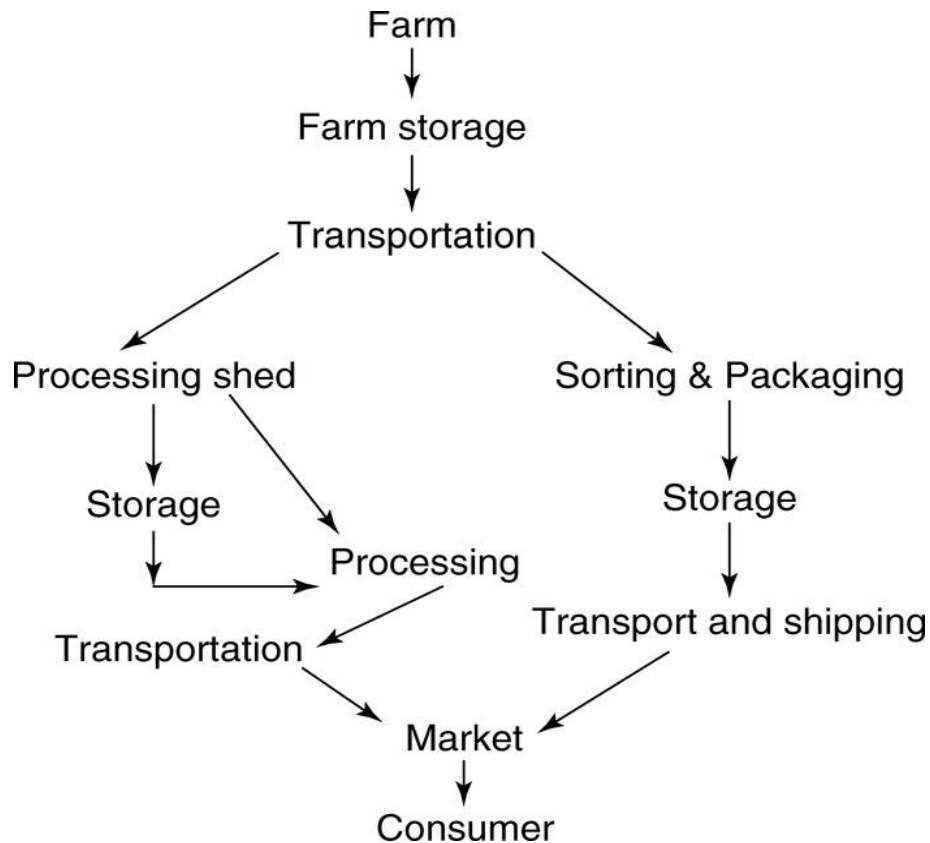 Farm
Farm storage
Transportation
Processing shed
Sorting & Packaging
Storage
Storage
Processing
Transport and shipping
Transportation
Market
Consumer